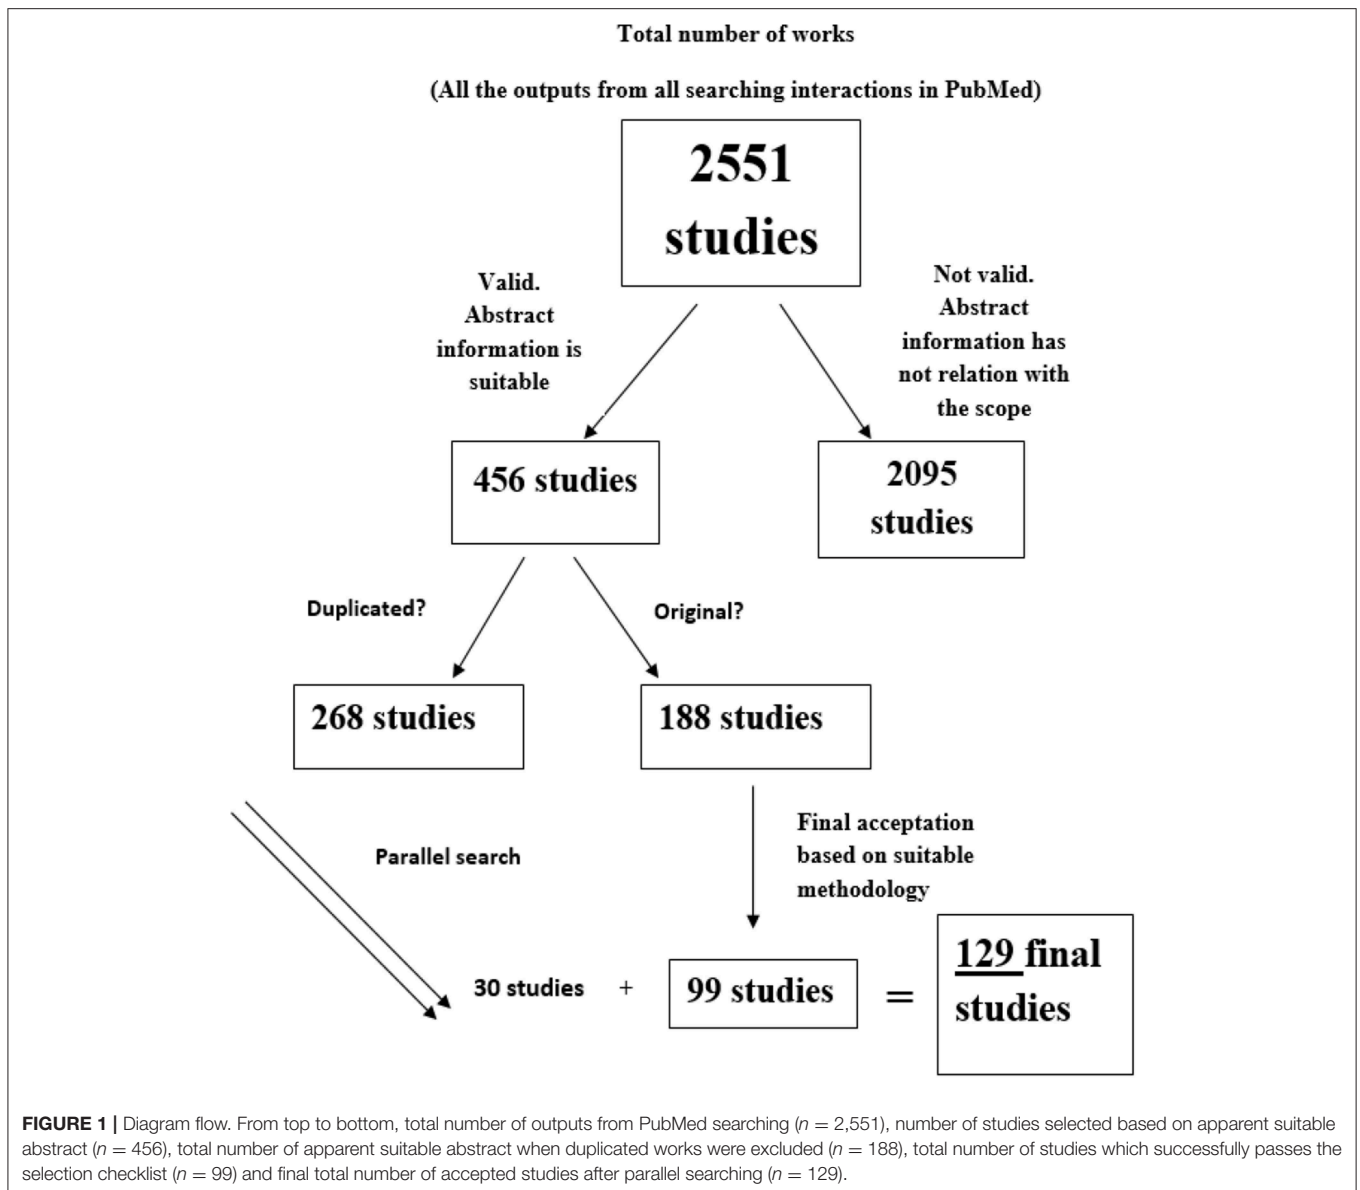 Total number of works
(All the outputs from all searching interactions in PubMed)
2551
studies
Valid.
Abstract
information is
suitable
Not valid.
Abstract
information has
not relation with
the scope
456 studies
2095
studies
Duplicated?
Original?
268 studies
188 studies
Parallel search
Final acceptation
based on suitable
methodology
30 studies + 99 studies = 129 final
studies
FIGURE 1 | Diagram flow. From top to bottom, total number of outputs from PubMed searching (n = 2,551), number of studies selected based on apparent suitable
abstract (n = 456), total number of apparent suitable abstract when duplicated works were excluded (n = 188), total number of studies which successfully passes the
selection checklist (n = 99) and final total number of accepted studies after parallel searching (n = 129).